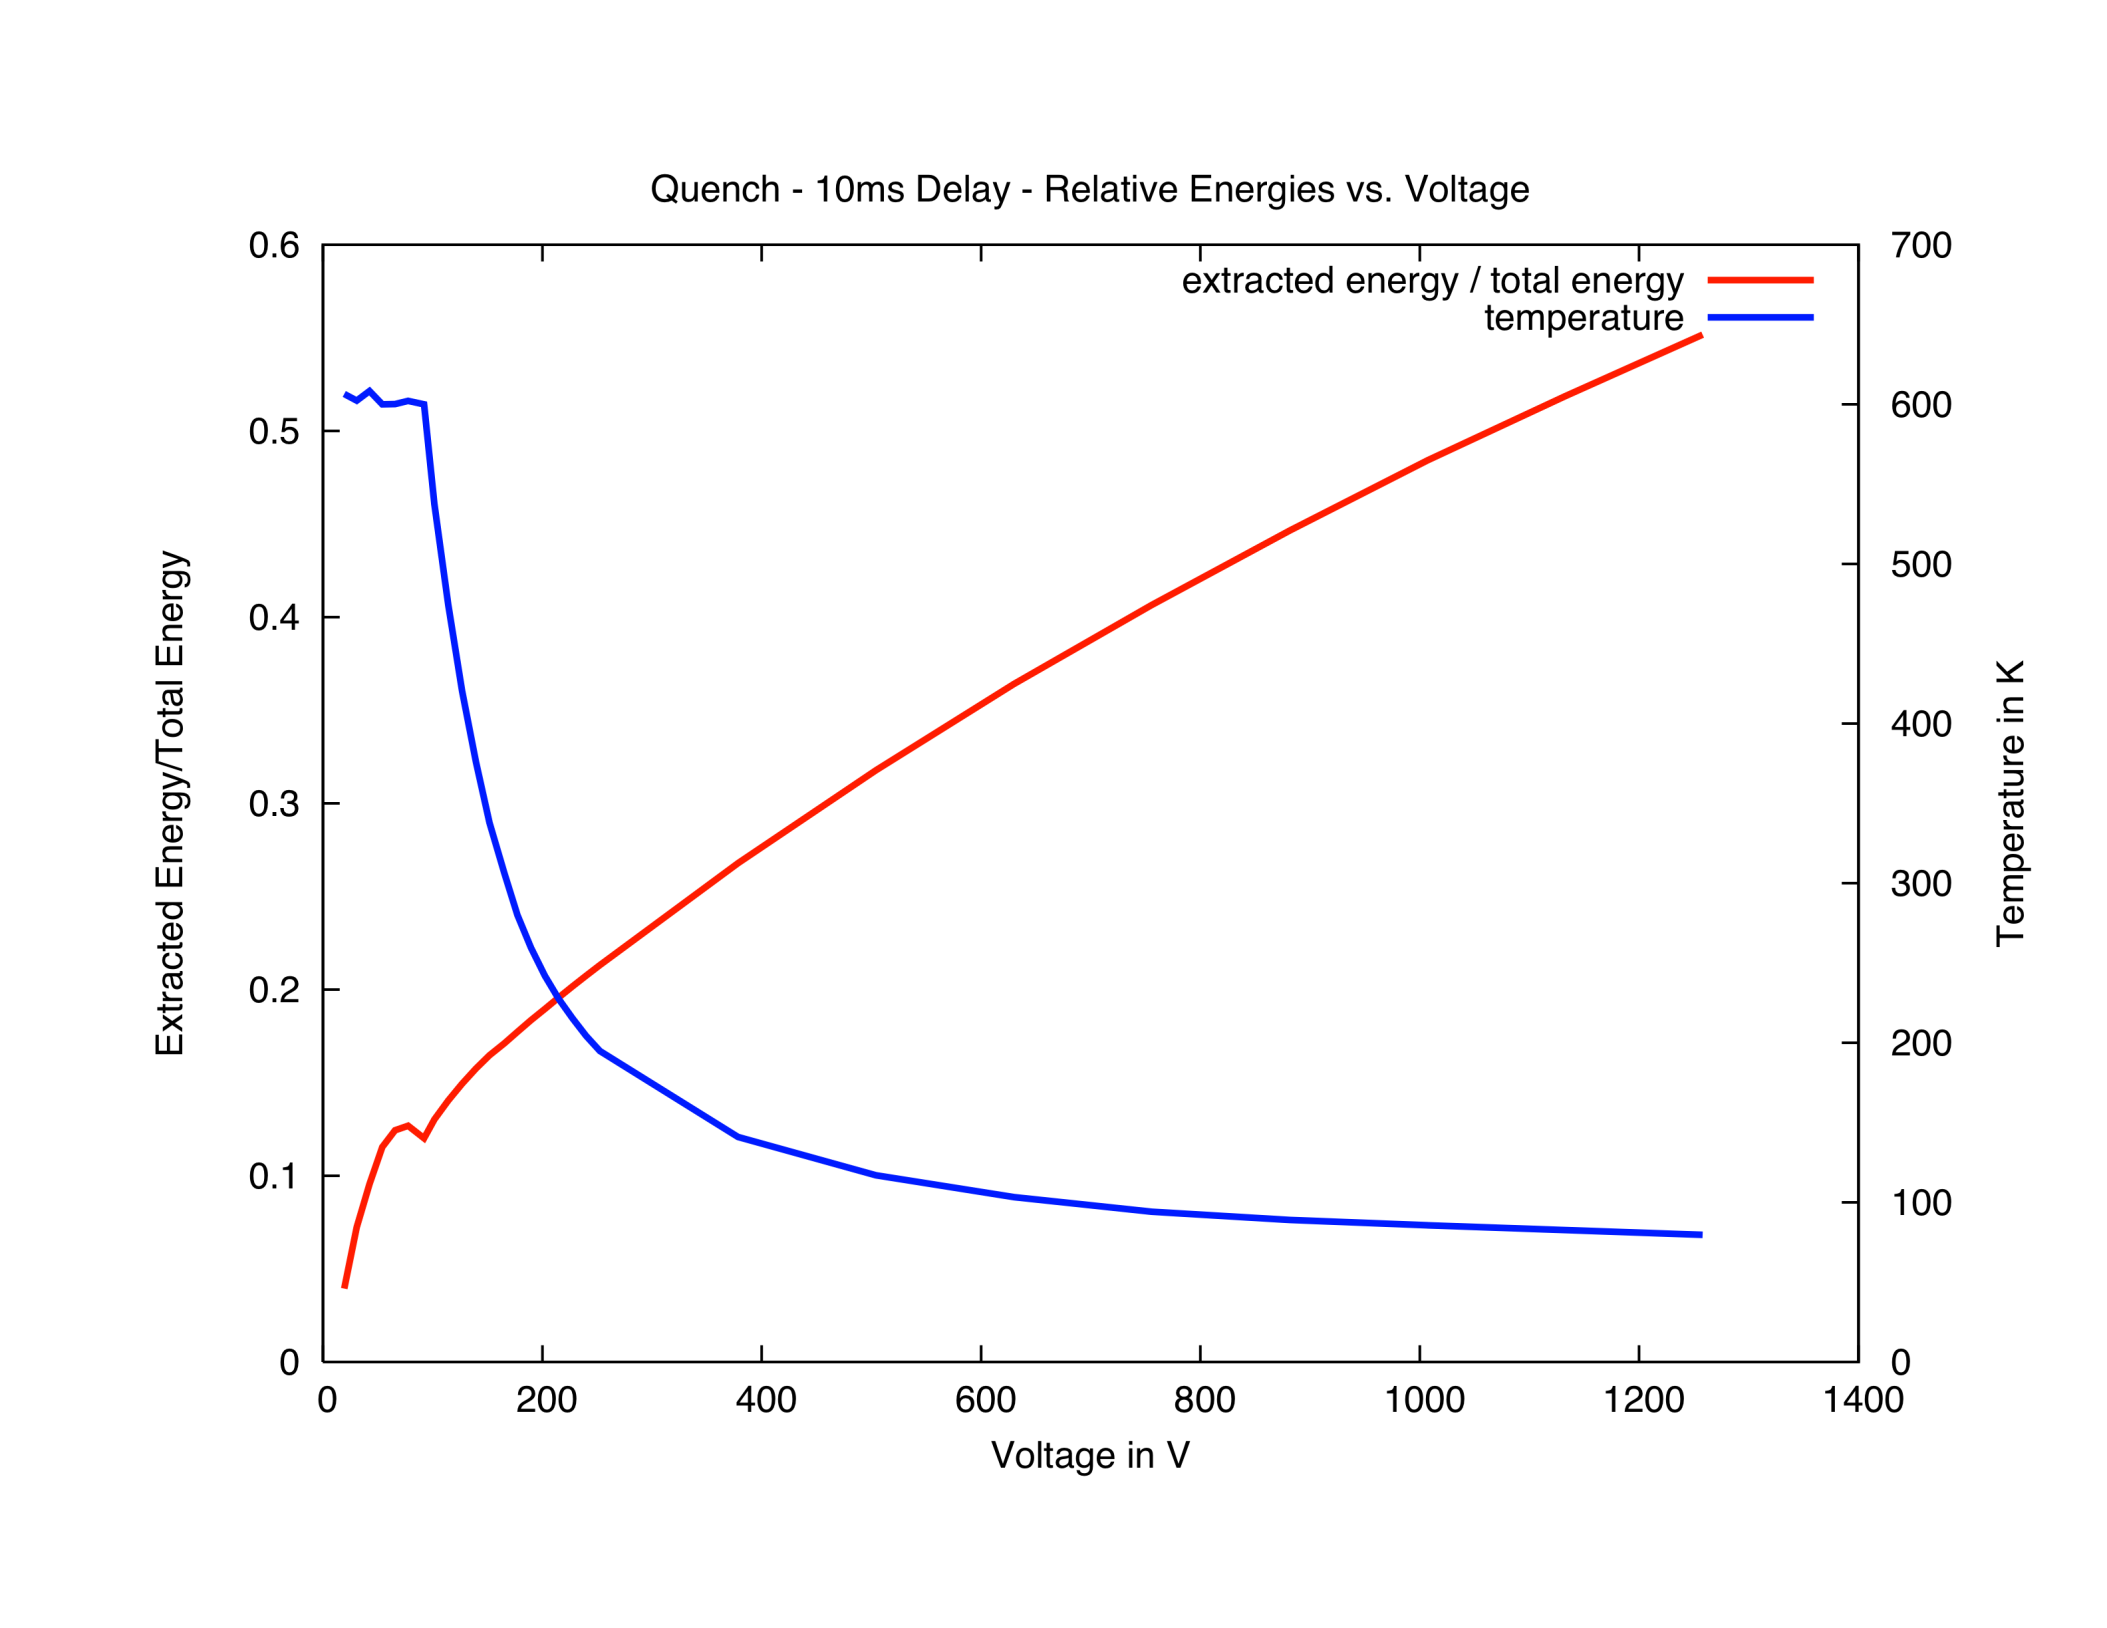 Quench - 10ms Delay - Relative Energies vs. Voltage
extracted energy / total energy
temperature
0.6
0.5
0.4
0.3
0.2
0.1
0
Extracted Energy/Total Energy
700
600
500
400
300
200
100
0
Temperature in K
0 200 400 600 800 1000 1200 1400
Voltage in V